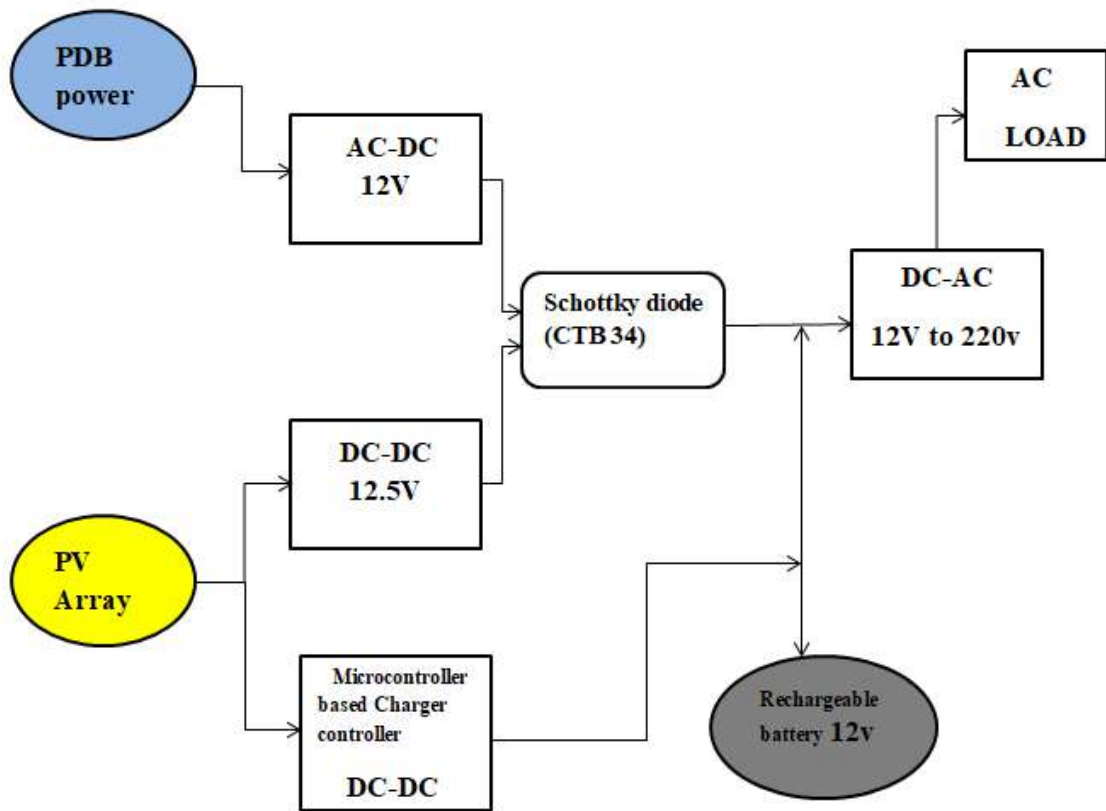 PDB
power
AC-DC
12V
AC
LOAD
Schottky diode
(CTB 34)
DC-AC
12V to 220v
DC-DC
12.5V
PV
Array
Microcontroller
based Charger
controller
DC-DC
Rechargeable
battery 12v